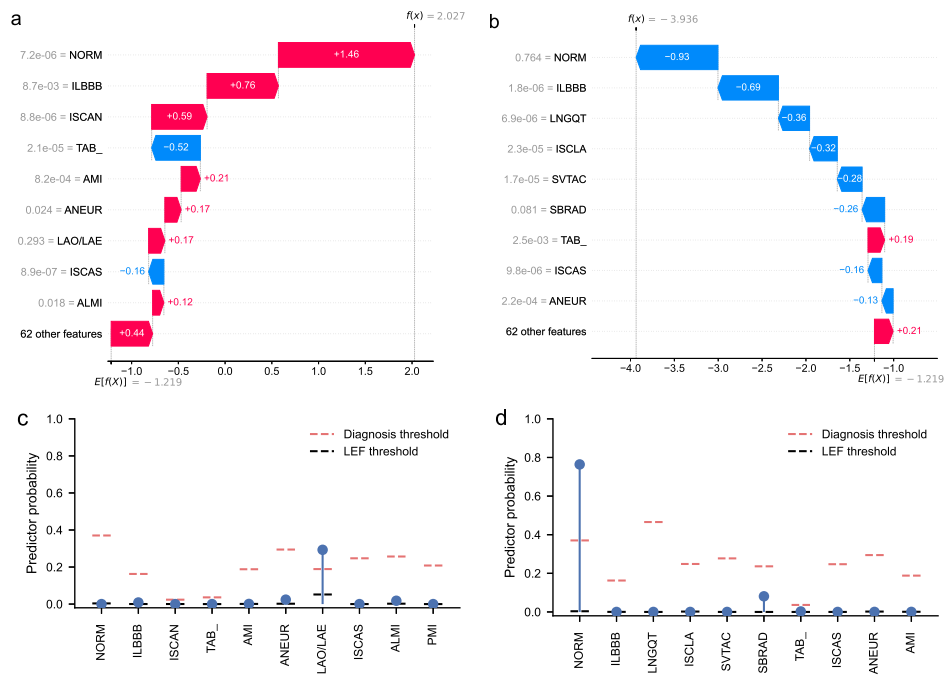 a
f(x) = 2.027
7.2e-06 = NORM
+1.46
8.7e-03 = ILBBB
+0.76
8.8e-06 = ISCAN
+0.59
2.1e-05 = TAB_
−0.52
8.2e-04 = AMI
+0.21
0.024 = ANEUR
+0.17
0.293 = LAO/LAE
+0.17
8.9e-07 = ISCAS
−0.16
0.018 = ALMI
+0.12
62 other features
+0.44
−1.0 −0.5 0.0 0.5 1.0 1.5 2.0
E[f(X)] = −1.219
b
f(x) = −3.936
0.764 = NORM
−0.93
1.8e-06 = ILBBB
−0.69
6.9e-06 = LNGQT
−0.36
2.3e-05 = ISCLA
−0.32
1.7e-05 = SVTAC
−0.28
0.081 = SBRAD
−0.26
2.5e-03 = TAB_
+0.19
9.8e-06 = ISCAS
−0.16
2.2e-04 = ANEUR
−0.13
62 other features
+0.21
−4.0 −3.5 −3.0 −2.5 −2.0 −1.5 −1.0
E[f(X)] = −1.219
c
Predictor probability
1.0
0.8
0.6
0.4
0.2
0.0
Diagnosis threshold
LEF threshold
NORM
ILBBB
ISCAN
TAB_
AMI
ANEUR
LAO/LAE
ISCAS
ALMI
PMI
d
Predictor probability
1.0
0.8
0.6
0.4
0.2
0.0
Diagnosis threshold
LEF threshold
NORM
ILBBB
LNGQT
ISCLA
SVTAC
SBRAD
TAB_
ISCAS
ANEUR
AMI